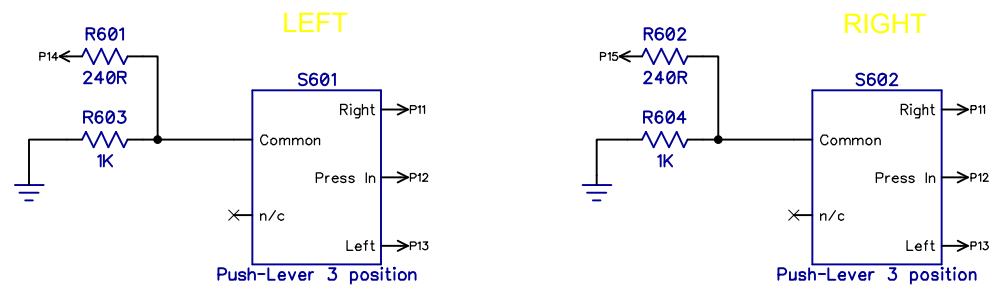 LEFT
R601
P14
240R
S601
Right
P11
R603
1K
Common
Press In
P12
n/c
Left
P13
Push-Lever 3 position
RIGHT
R602
P15
240R
S602
Right
P11
R604
1K
Common
Press In
P12
n/c
Left
P13
Push-Lever 3 position